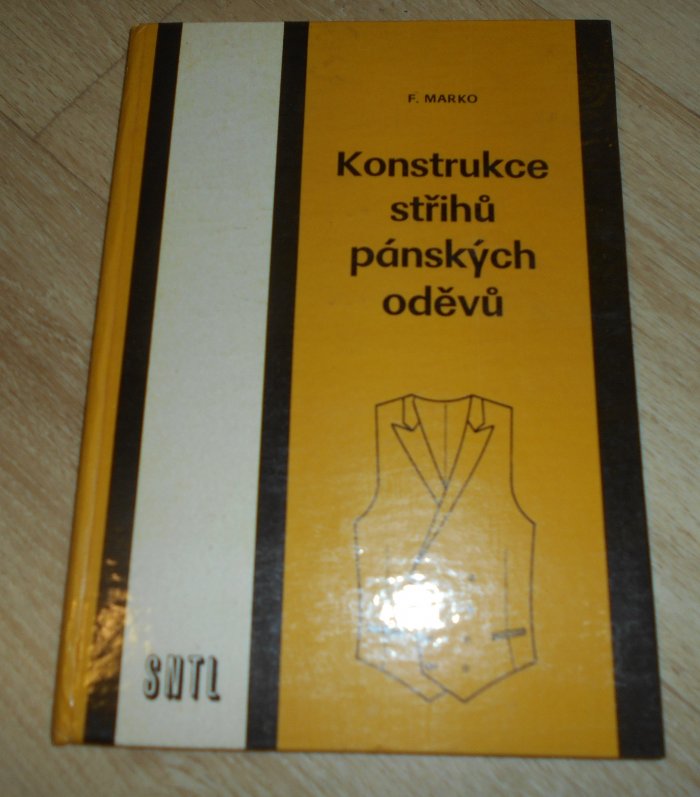 F. MARKO
Konstrukce
střihů
pánských
oděvů
SNTL